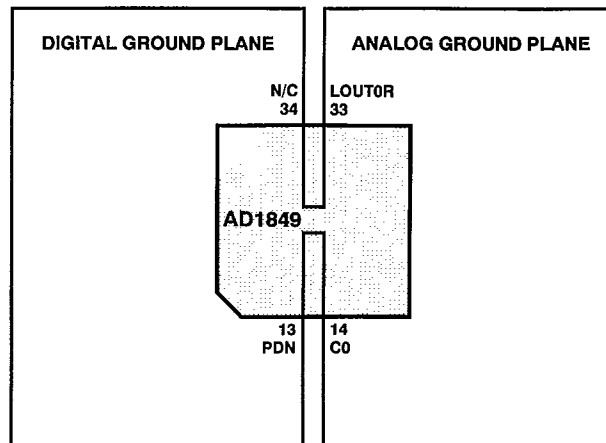 DIGITAL GROUND PLANE
ANALOG GROUND PLANE
N/C
34
LOUT0R
33
AD1849
13
PDN
14
C0